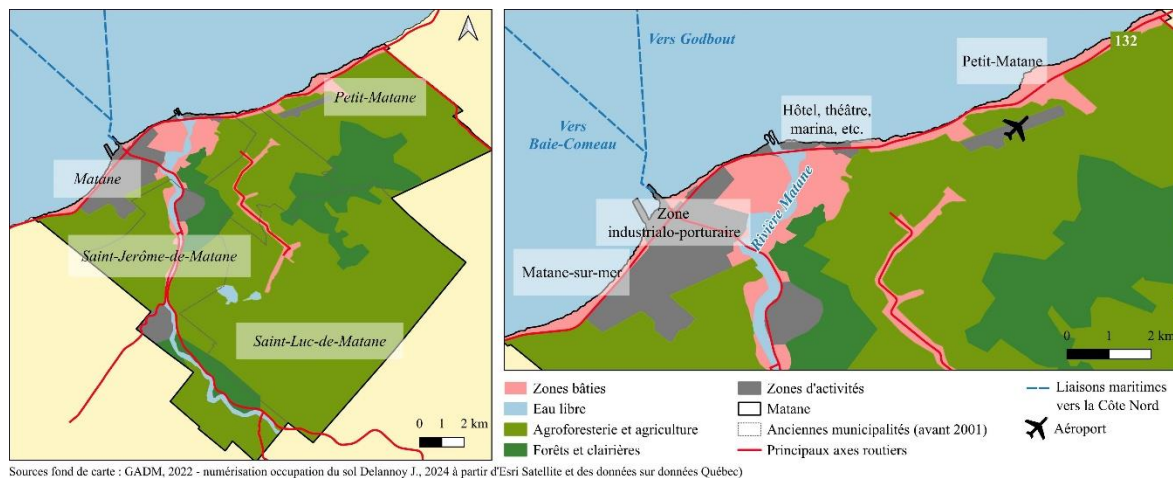 Petit-Matane
Matane
Saint-Jerôme-de-Matane
Saint-Luc-de-Matane
0 1 2 km
Vers Godbout
132
Petit-Matane
Hôtel, théâtre,
marina, etc.
Vers
Baie-Comeau
Rivière Matane
Zone
industrialo-porturaire
Matane-sur-mer
0 1 2 km
Zones bâties
Eau libre
Agroforesterie et agriculture
Forêts et clairières
Zones d'activités
Matane
Anciennes municipalités (avant 2001)
Principaux axes routiers
Liaisons maritimes
vers la Côte Nord
Aéroport
Sources fond de carte : GADM, 2022 - numérisation occupation du sol Delannoy J., 2024 à partir d'Esri Satellite et des données sur données Québec)